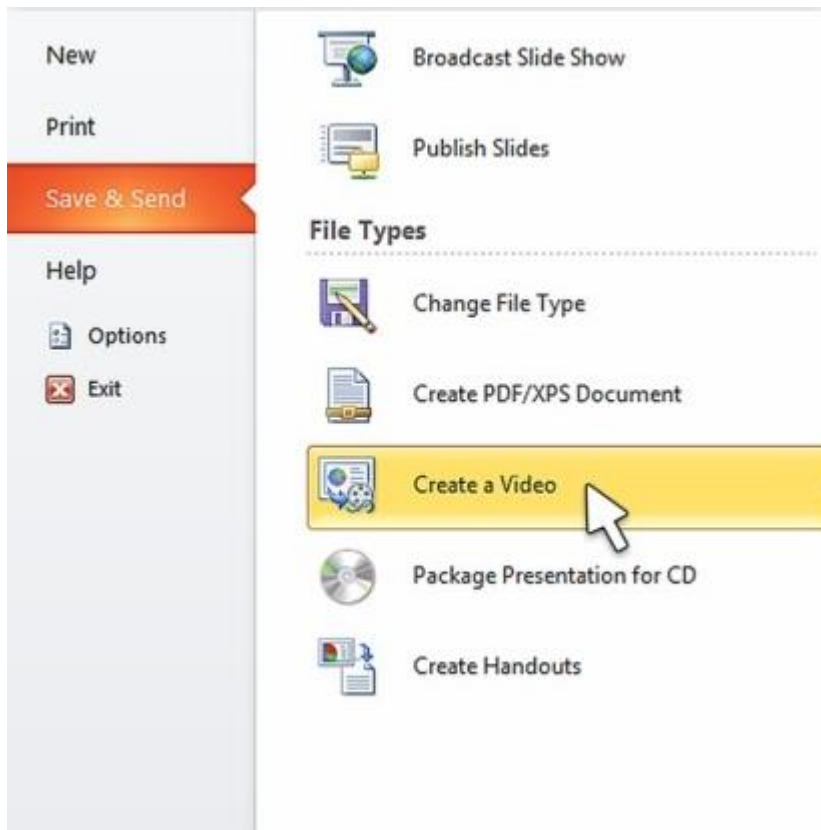 New
Print
Save & Send
Help
Options
Exit
Broadcast Slide Show
Publish Slides
File Types
Change File Type
Create PDF/XPS Document
Create a Video
Package Presentation for CD
Create Handouts